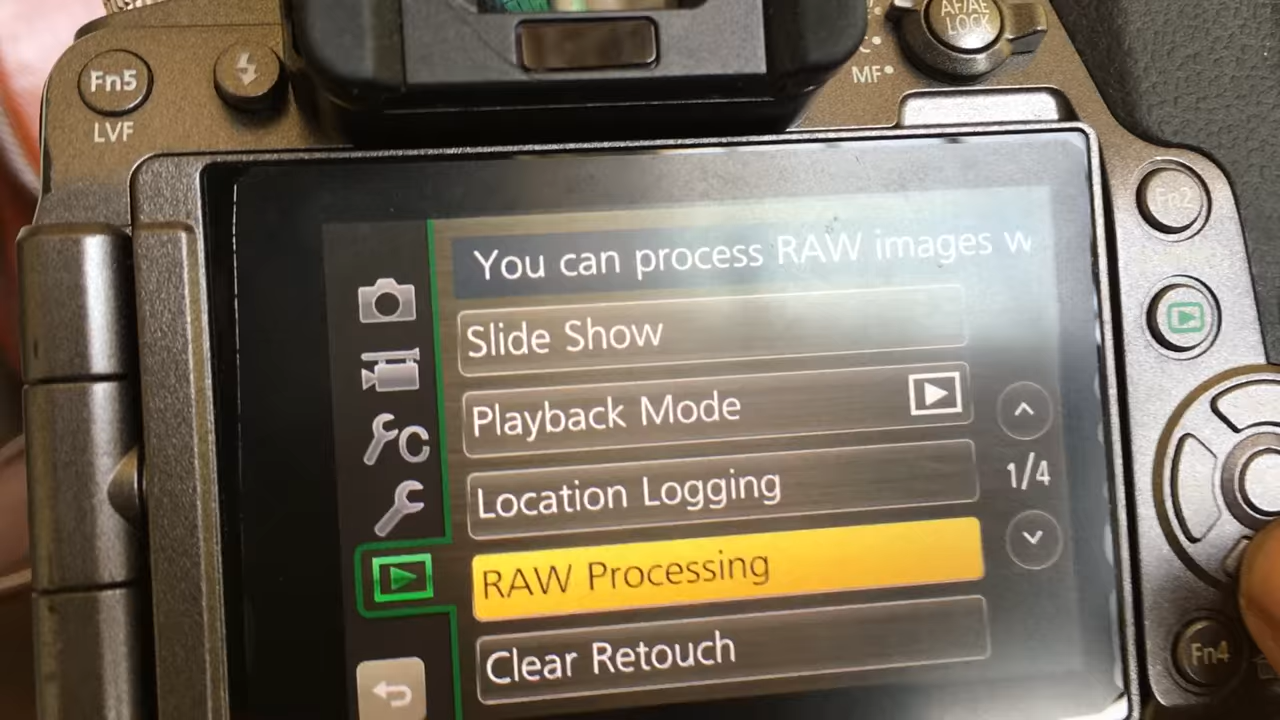 AF/AE
LOCK
Fn5
LVF
MF
Fn2
You can process RAW images w
Slide Show
Playback Mode
Location Logging
1/4
RAW Processing
Clear Retouch
Fn4